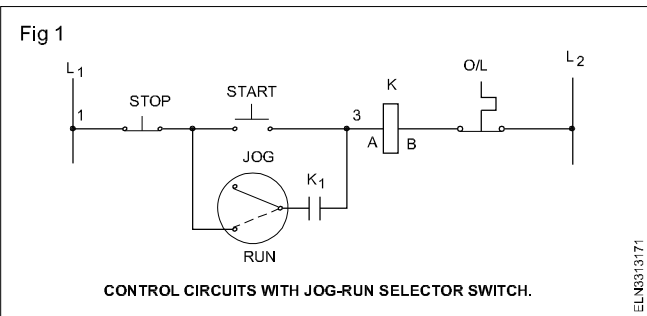 Fig 1
L1
L2
O/L
K
STOP
START
1
3
A
B
JOG
K1
RUN
CONTROL CIRCUITS WITH JOG-RUN SELECTOR SWITCH.
ELN3313171